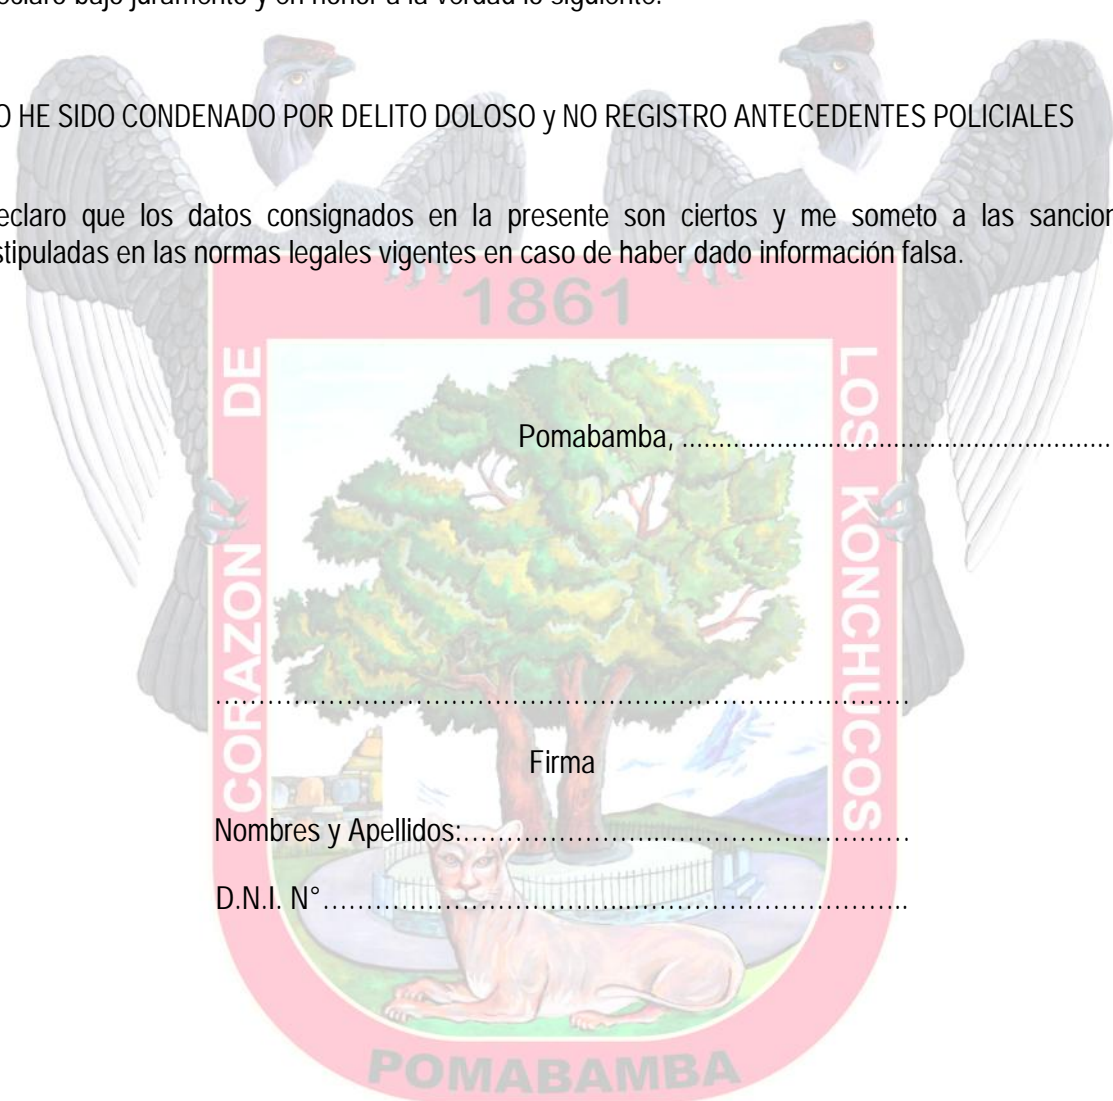 eclaro bajo juramento y en honor a la verdad lo siguiente:
O HE SIDO CONDENADO POR DELITO DOLOSO y NO REGISTRO ANTECEDENTES POLICIALES
eclaro que los datos consignados en la presente son ciertos y me someto a las sancion
stipuladas en las normas legales vigentes en caso de haber dado información falsa.
1861
CORAZON DE
LOS KONCHUCOS
Pomabamba, ............................................................
....................................................................................
Firma
Nombres y Apellidos:......................................................
D.N.I. N°......................................................................
POMABAMBA